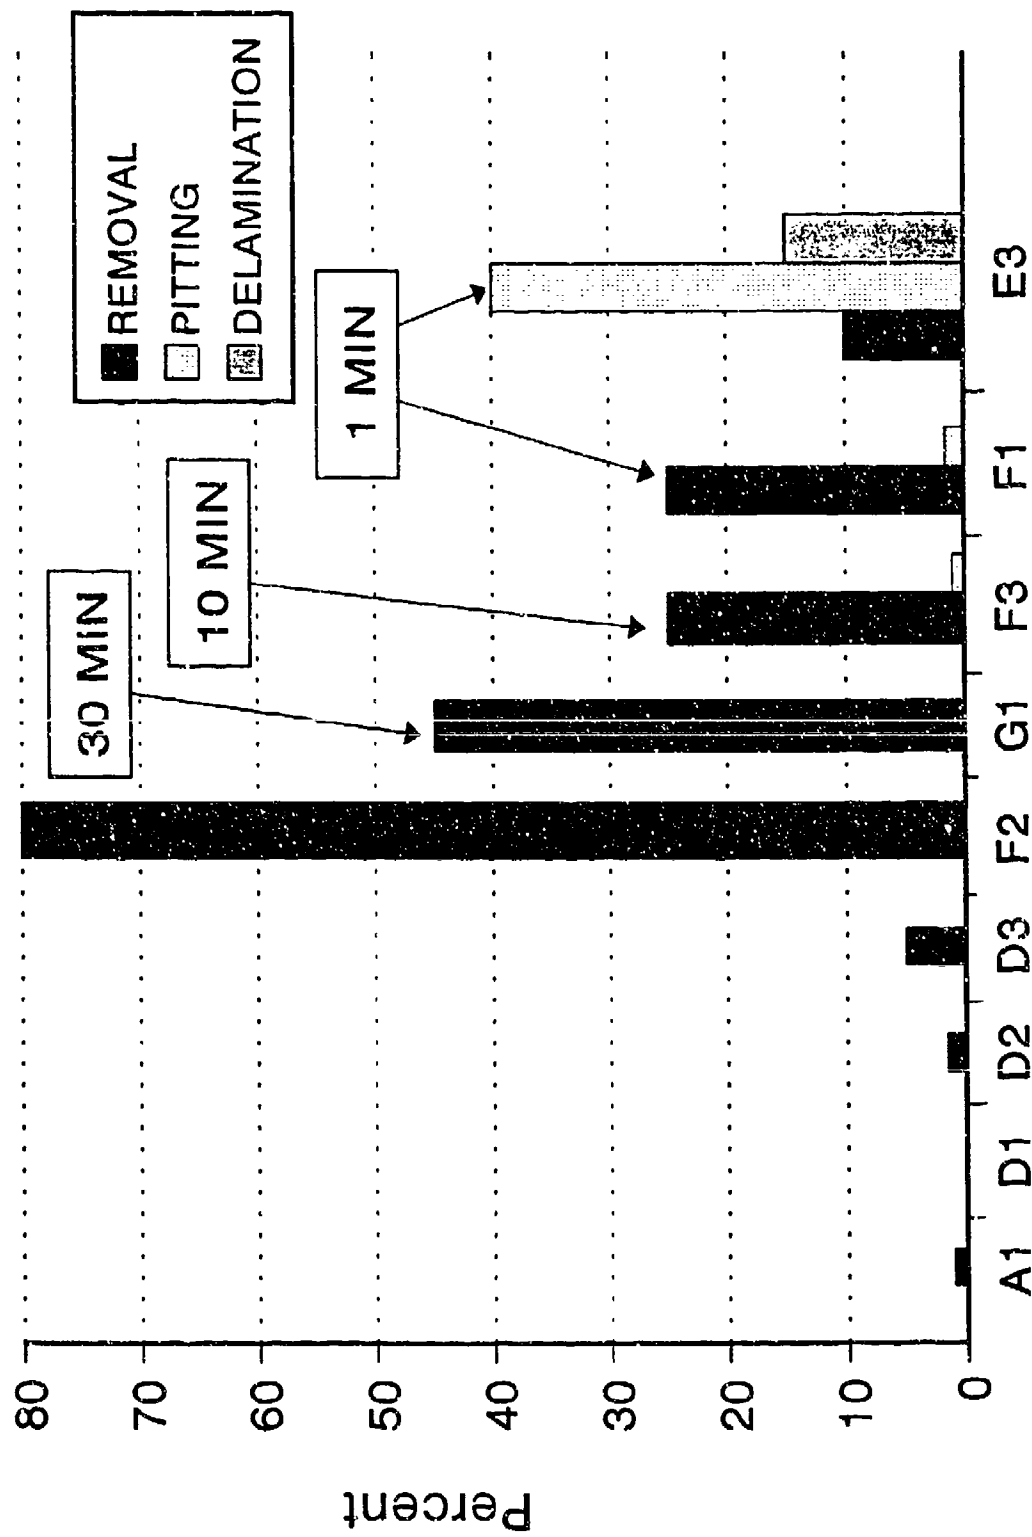 REMOVAL
PITTING
DELAMINATION
30 MIN
10 MIN
1 MIN
Percent
80
70
60
50
40
30
20
10
0
A1 D1 D2 D3 F2 G1 F3 F1 E3